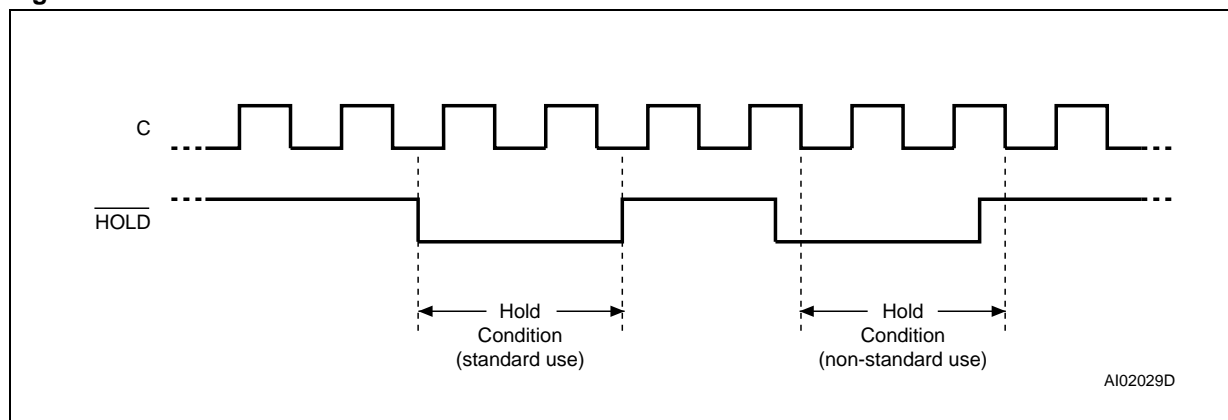 C
HOLD
Hold
Condition
(standard use)
Hold
Condition
(non-standard use)
AI02029D